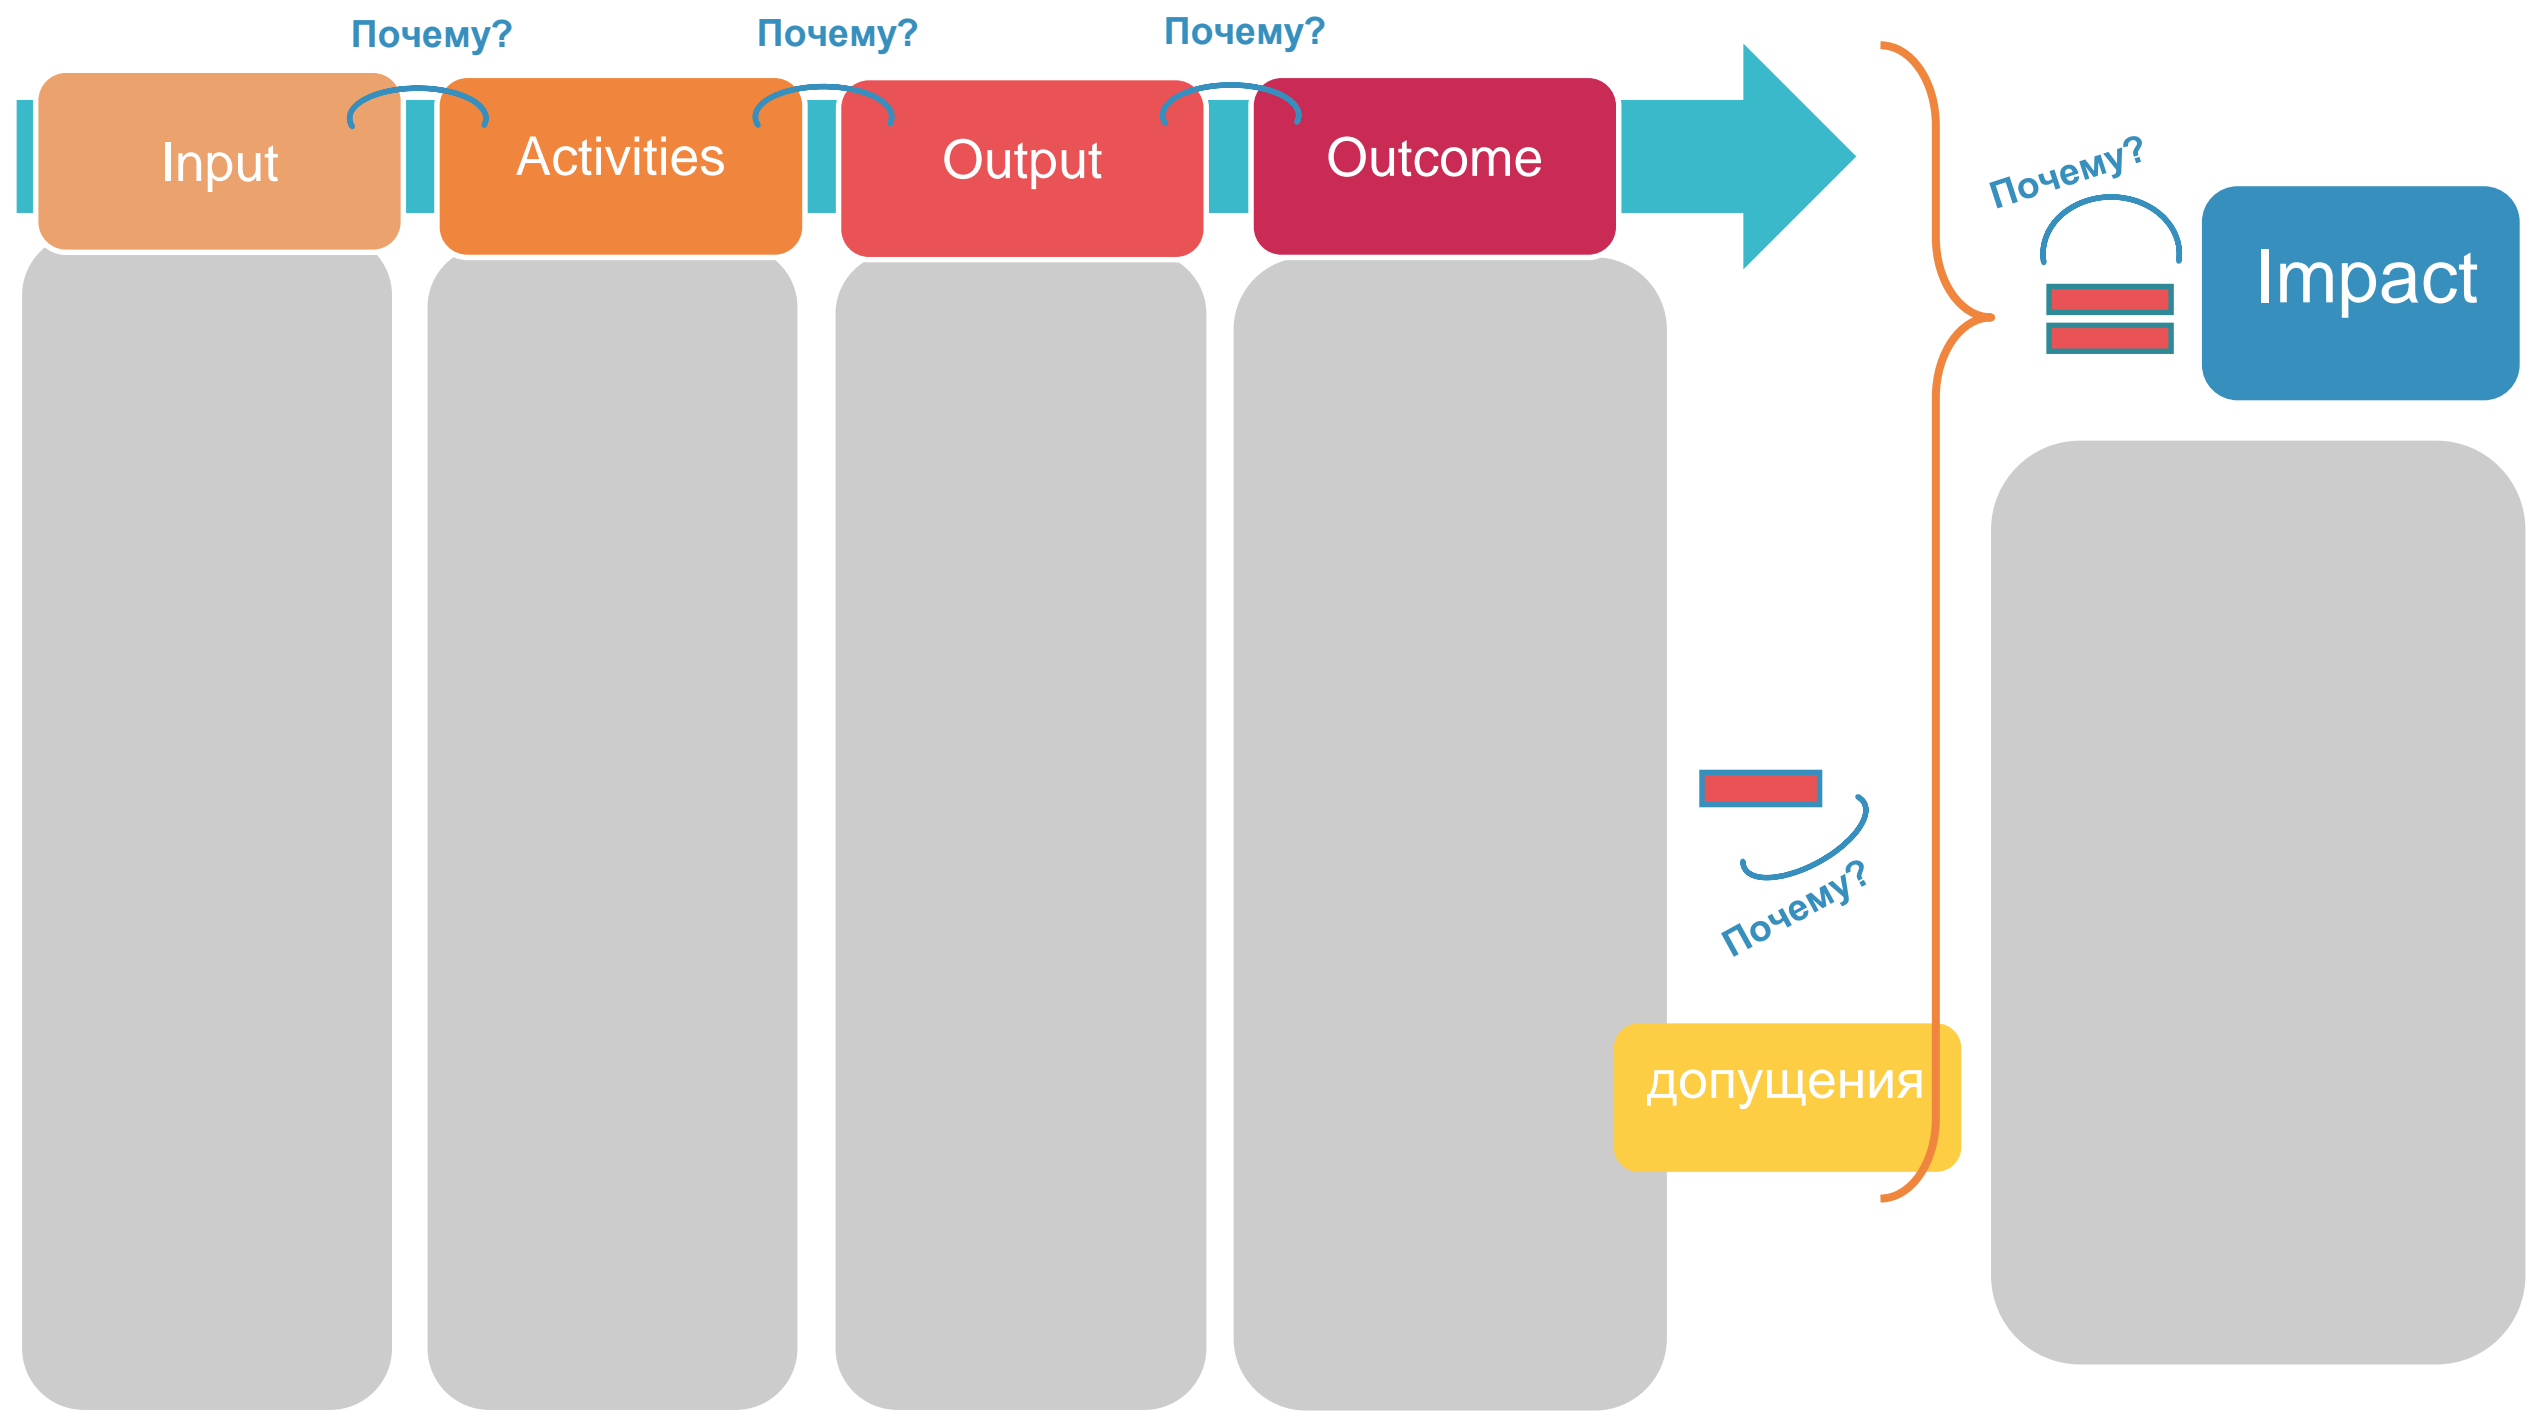 Почему?
Почему?
Почему?
Input
Activities
Output
Outcome
Почему?
Impact
Почему?
допущения